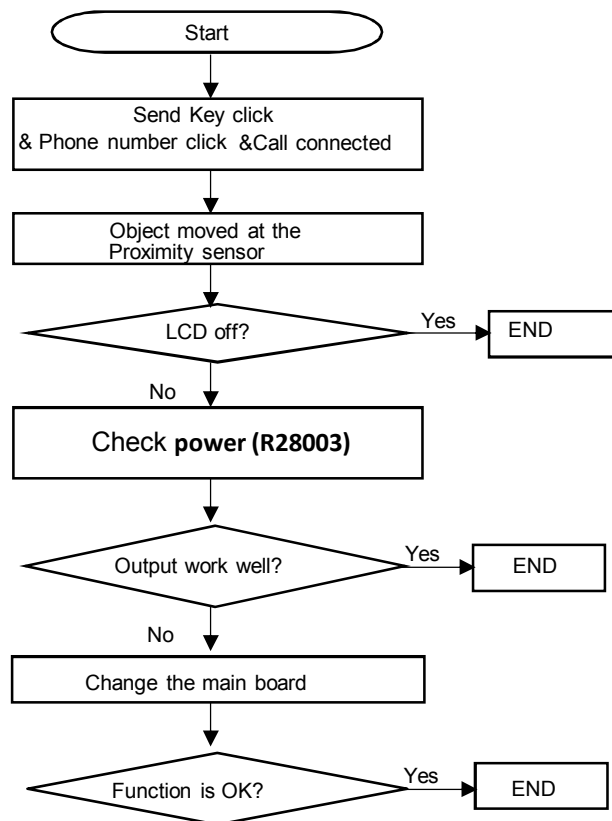 Start
Send Key click
& Phone number click &Call connected
Object moved at the
Proximity sensor
LCD off?
Yes
END
No
Check power (R28003)
Output work well?
Yes
END
No
Change the main board
Function is OK?
Yes
END